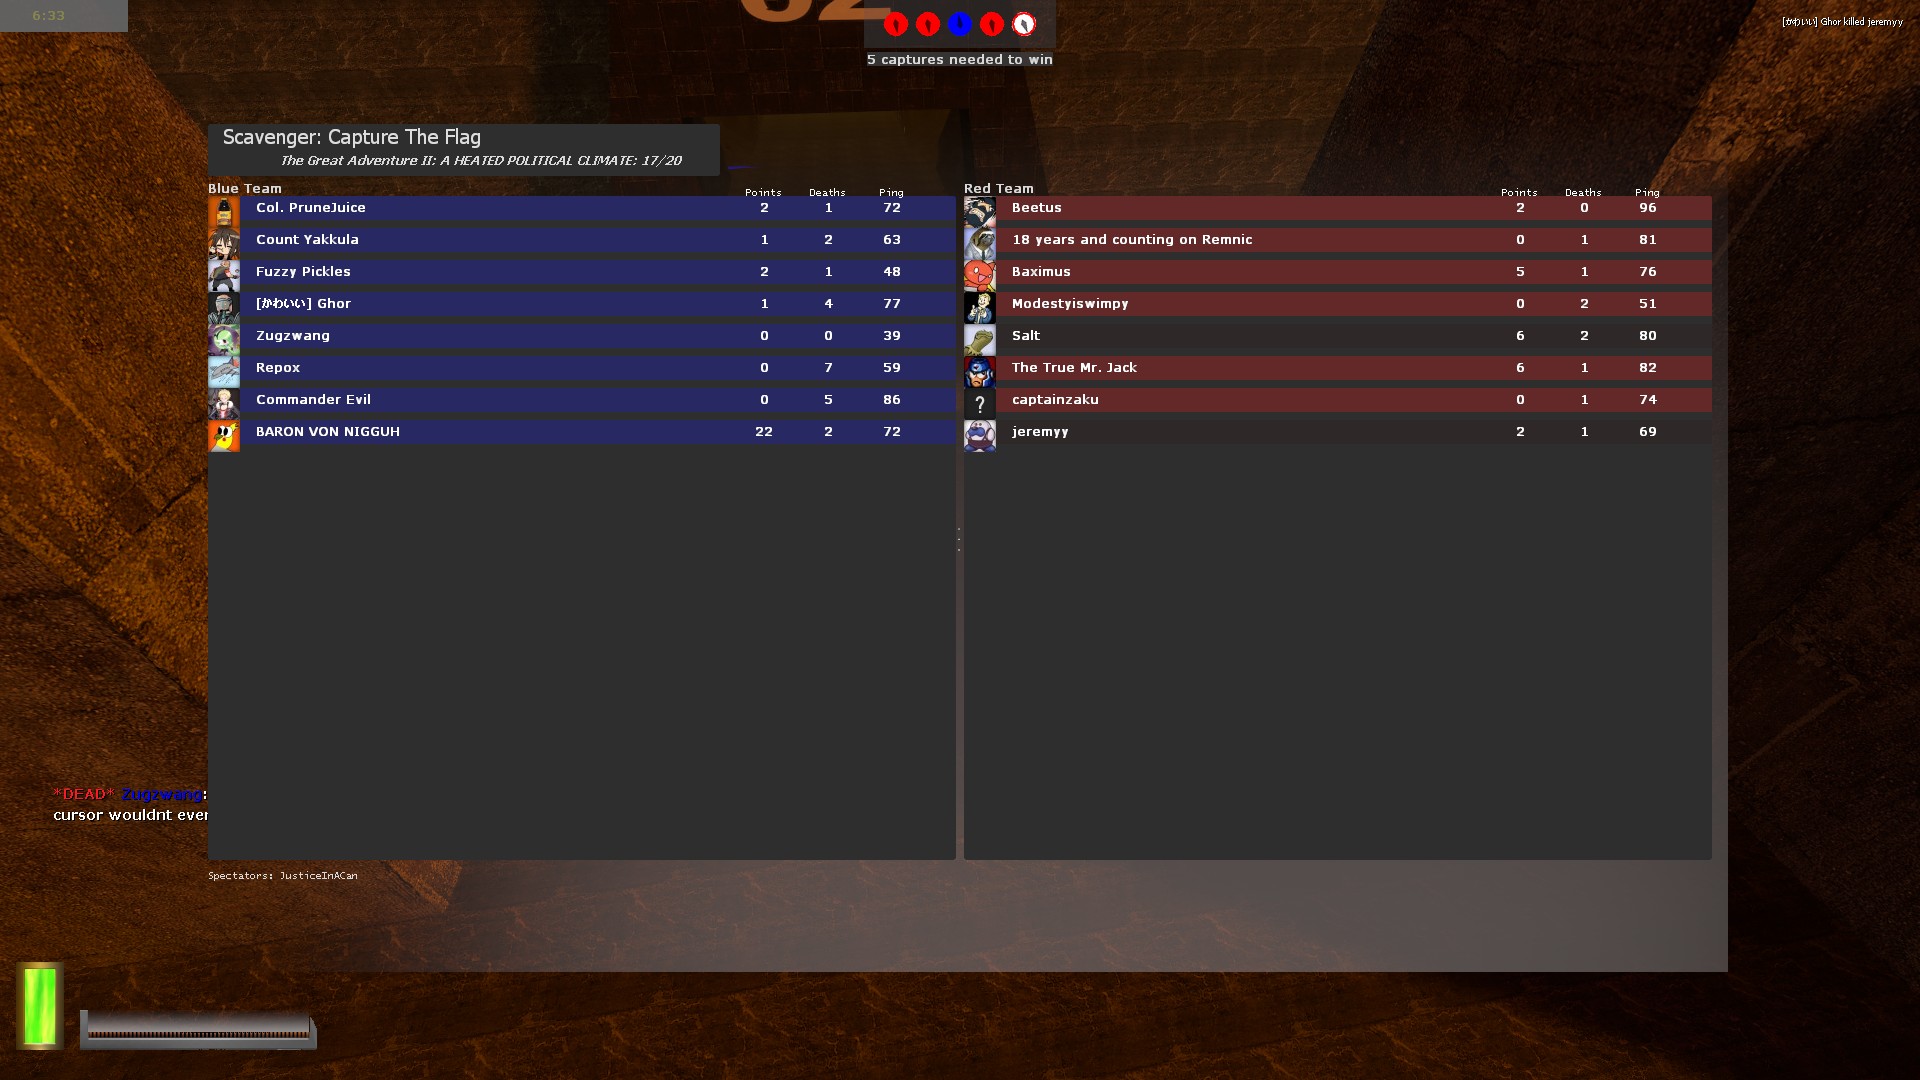 6:33
5 captures needed to win
[かわいい] Ghor killed jeremyy
Scavenger: Capture The Flag
The Great Adventure II: A HEATED POLITICAL CLIMATE: 17/20
Blue Team Points Deaths Ping
Col. PruneJuice 2 1 72
Count Yakkula 1 2 63
Fuzzy Pickles 2 1 48
[かわいい] Ghor 1 4 77
Zugzwang 0 0 39
Repox 0 7 59
Commander Evil 0 5 86
BARON VON NIGGUH 22 2 72
Red Team Points Deaths Ping
Beetus 2 0 96
18 years and counting on Remnic 0 1 81
Baximus 5 1 76
Modestyiswimpy 0 2 51
Salt 6 2 80
The True Mr. Jack 6 1 82
captainzaku 0 1 74
?
jeremyy 2 1 69
*DEAD* Zugzwang:
cursor wouldnt ever
Spectators: JusticeInACan